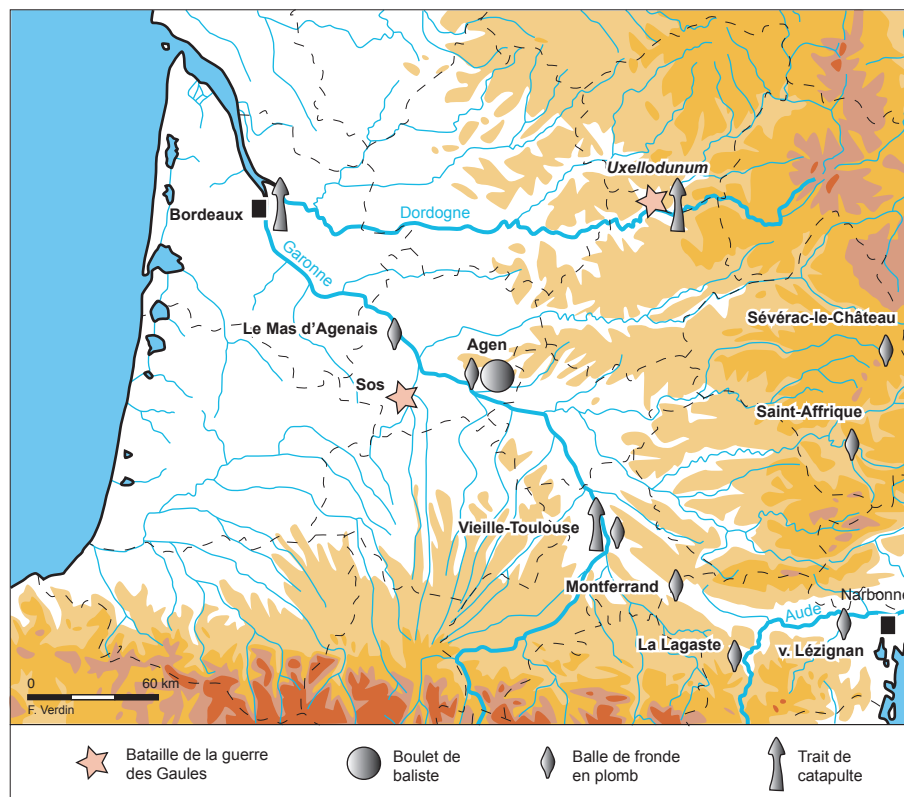 Uxellodunum
Bordeaux
Dordogne
Garonne
Le Mas d'Agenais
Agen
Sévérac-le-Château
Sos
Saint-Affrique
Vieille-Toulouse
Montferrand
Narbonne
Aude
La Lagaste
v. Lézignan
0 60 km
F. Verdin
Bataille de la guerre
des Gaules
Boulet de
baliste
Balle de fronde
en plomb
Trait de
catapulte